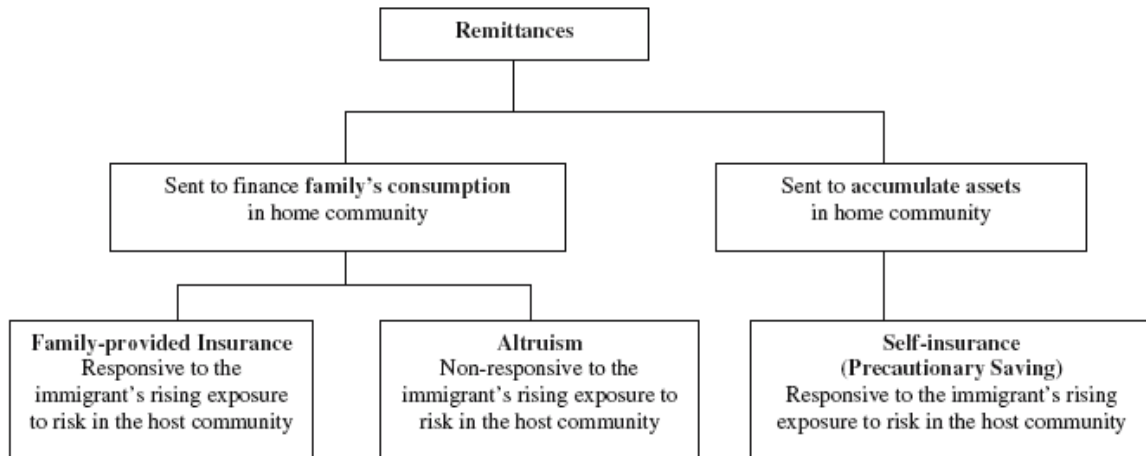 Remittances
Sent to finance family's consumption
in home community
Sent to accumulate assets
in home community
Family-provided Insurance
Responsive to the
immigrant's rising exposure
to risk in the host community
Altruism
Non-responsive to the
immigrant's rising exposure to
risk in the host community
Self-insurance
(Precautionary Saving)
Responsive to the immigrant's rising
exposure to risk in the host community